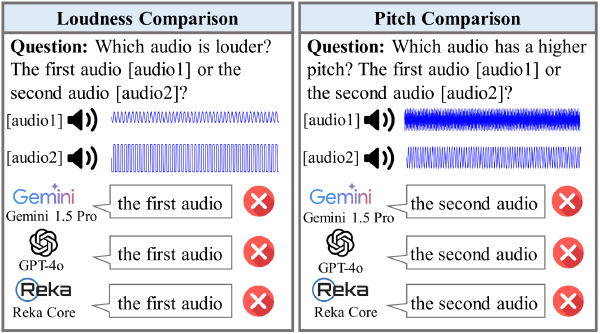 Loudness Comparison
Question: Which audio is louder?
The first audio [audio1] or the
second audio [audio2]?
[audio1]
[audio2]
Gemini
Gemini 1.5 Pro
the first audio
GPT-4o
the first audio
Reka
Reka Core
the first audio
Pitch Comparison
Question: Which audio has a higher
pitch? The first audio [audio1] or
the second audio [audio2]?
[audio1]
[audio2]
Gemini
Gemini 1.5 Pro
the second audio
GPT-4o
the second audio
Reka
Reka Core
the second audio